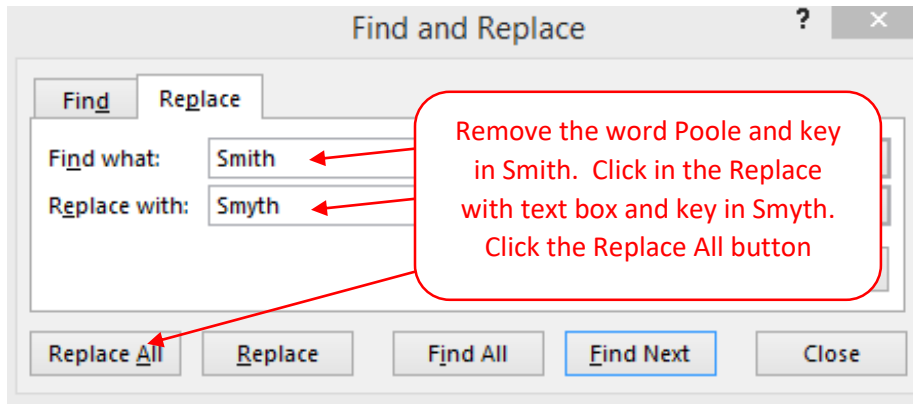 Find and Replace ?
Find Replace
Find what: Smith
Replace with: Smyth
Remove the word Poole and key
in Smith. Click in the Replace
with text box and key in Smyth.
Click the Replace All button
Replace All Replace Find All Find Next Close